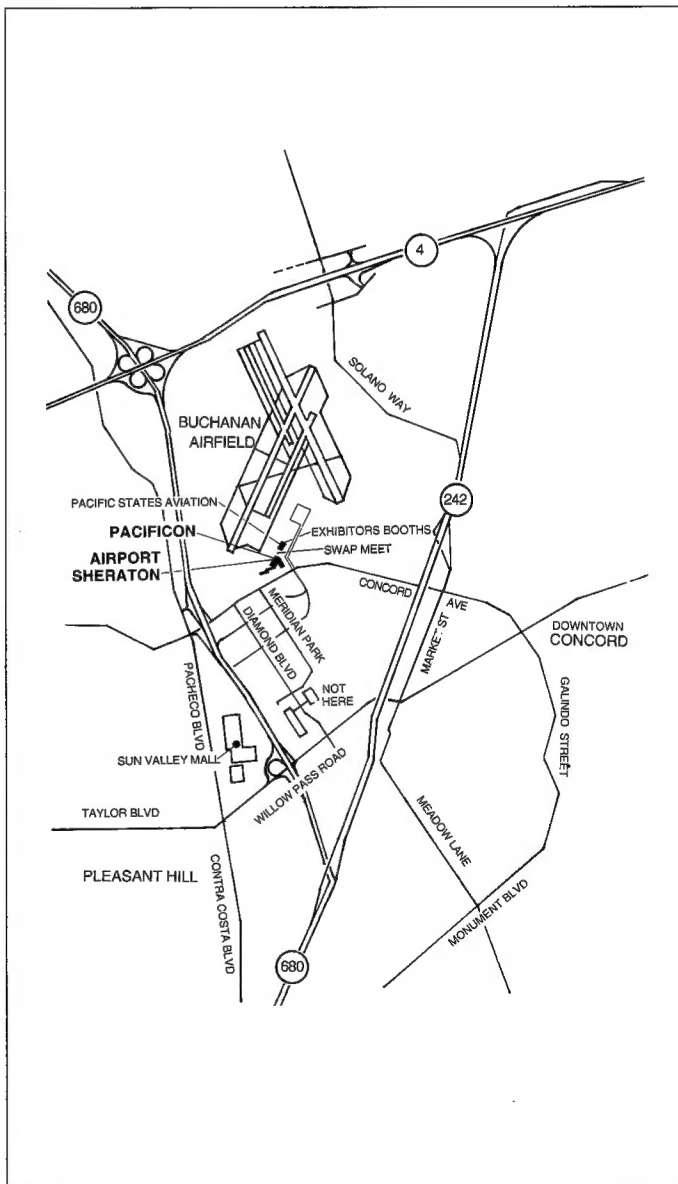 4
680
SOLANO WAY
BUCHANAN
AIRFIELD
242
PACIFIC STATES AVIATION
EXHIBITORS BOOTHS
PACIFICON
SWAP MEET
AIRPORT
SHERATON
CONCORD
AVE
MERIDIAN PARK
DIAMOND BLVD
MARKET ST
DOWNTOWN
CONCORD
PACHECO BLVD
NOT
HERE
GALINDO STREET
SUN VALLEY MALL
WILLOW PASS ROAD
TAYLOR BLVD
MEADOW LANE
PLEASANT HILL
CONTRA COSTA BLVD
MONUMENT BLVD
680